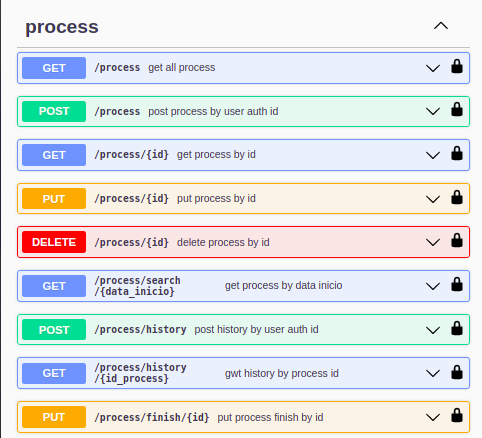 process
GET /process get all process
POST /process post process by user auth id
GET /process/{id} get process by id
PUT /process/{id} put process by id
DELETE /process/{id} delete process by id
GET /process/search
/{data_inicio} get process by data inicio
POST /process/history post history by user auth id
GET /process/history
/{id_process} gwt history by process id
PUT /process/finish/{id} put process finish by id